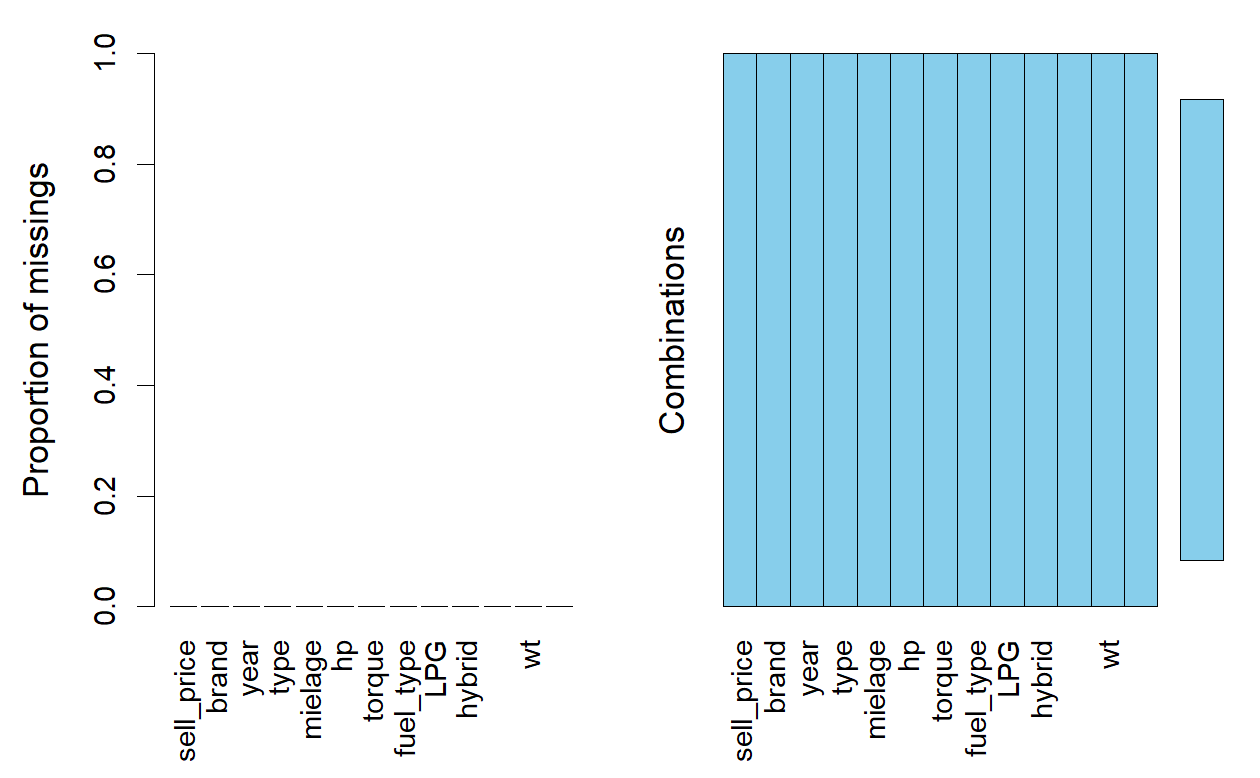 Proportion of missings
1.0
0.8
0.6
0.4
0.2
0.0
sell_price
brand
year
type
mielage
hp
torque
fuel_type
LPG
hybrid
wt
Combinations
sell_price
brand
year
type
mielage
hp
torque
fuel_type
LPG
hybrid
wt